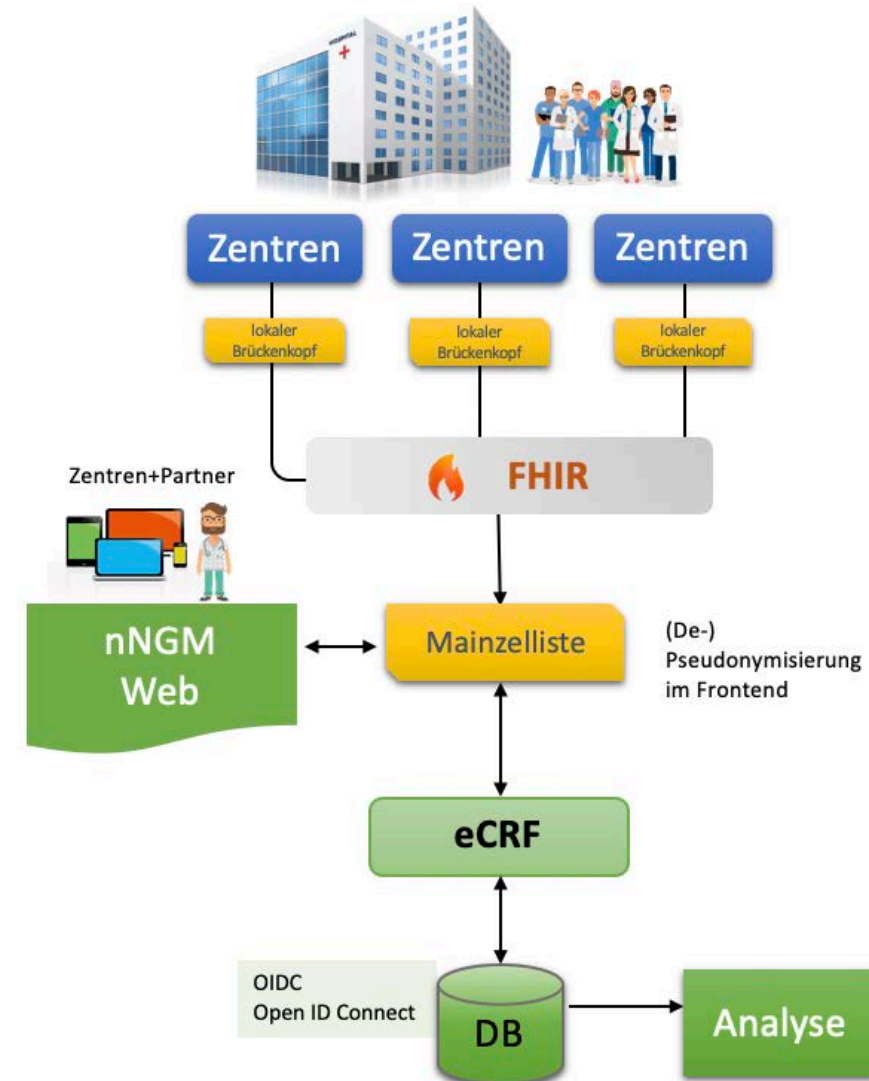 HOSPITAL
Zentren
Zentren
Zentren
lokaler
Brückenkopf
lokaler
Brückenkopf
lokaler
Brückenkopf
FHIR
Zentren+Partner
nNGM
Web
Mainzelliste
(De-)
Pseudonymisierung
im Frontend
eCRF
OIDC
Open ID Connect
DB
Analyse